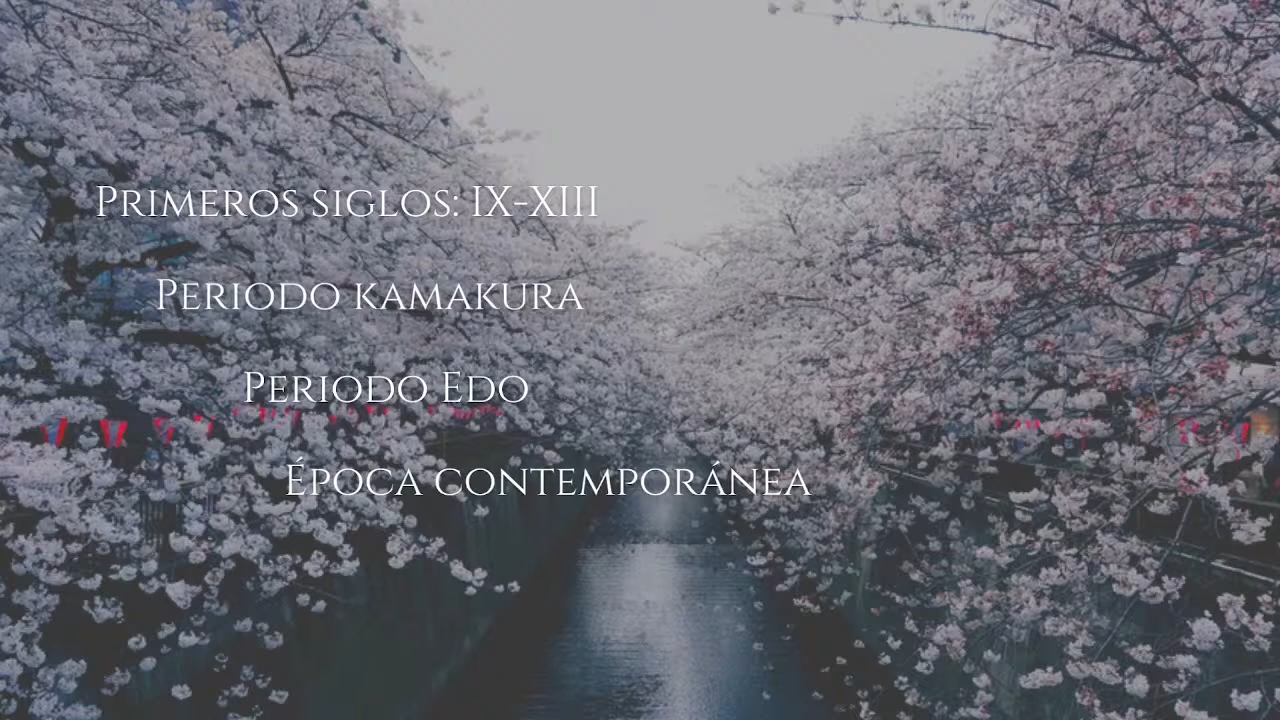 Primeros siglos: IX-XIII
Periodo kamakura
Periodo Edo
Época contemporánea